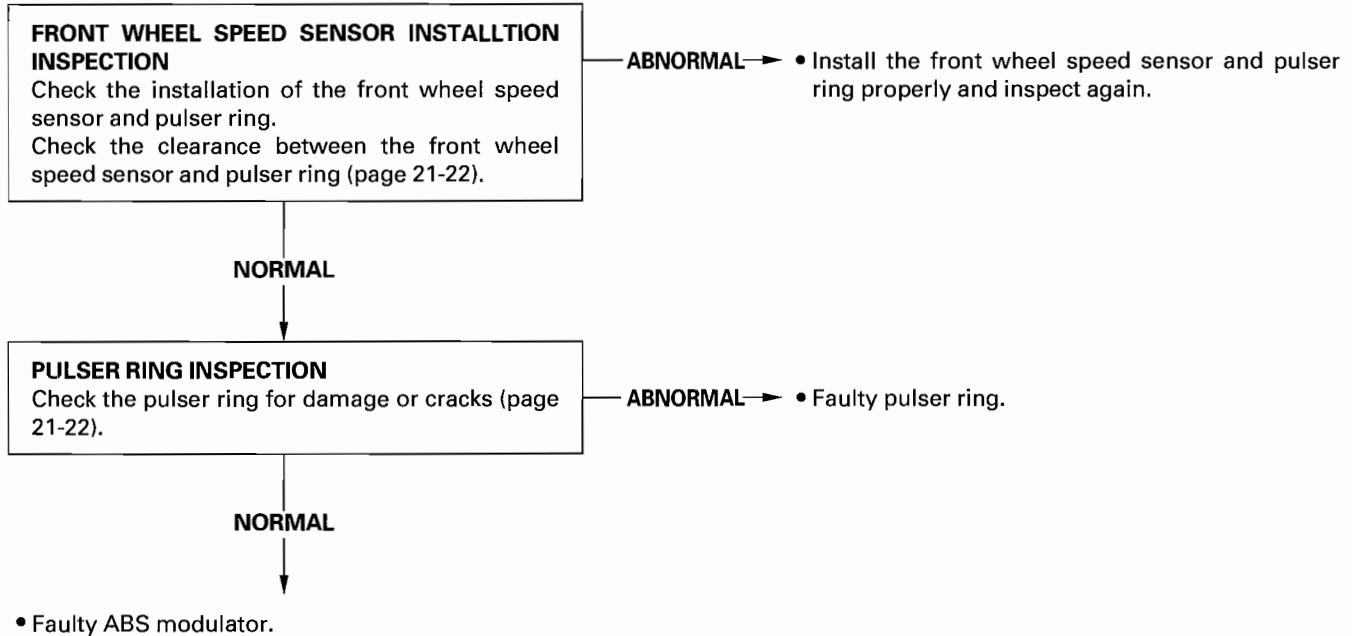 FRONT WHEEL SPEED SENSOR INSTALLTION
INSPECTION
Check the installation of the front wheel speed
sensor and pulser ring.
Check the clearance between the front wheel
speed sensor and pulser ring (page 21-22).
ABNORMAL
• Install the front wheel speed sensor and pulser
ring properly and inspect again.
NORMAL
PULSER RING INSPECTION
Check the pulser ring for damage or cracks (page
21-22).
ABNORMAL
• Faulty pulser ring.
NORMAL
• Faulty ABS modulator.